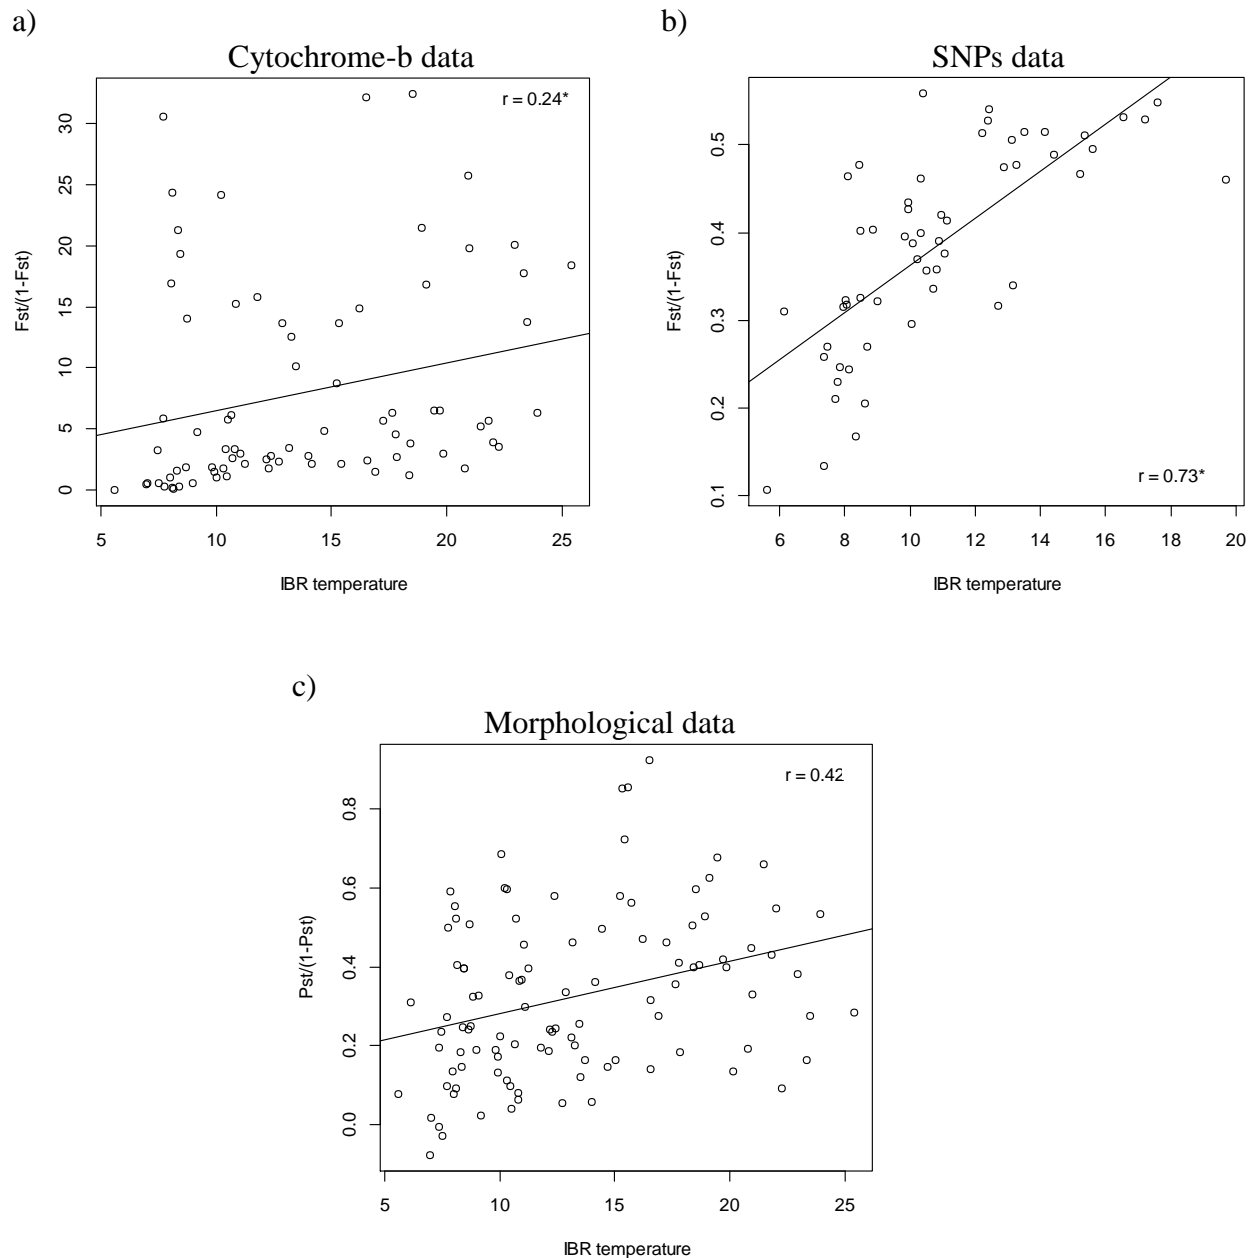 a)
Cytochrome-b data
r = 0.24*
Fst/(1-Fst)
30
25
20
15
10
5
0
5 10 15 20 25
IBR temperature
b)
SNPs data
Fst/(1-Fst)
0.5
0.4
0.3
0.2
0.1
r = 0.73*
6 8 10 12 14 16 18 20
IBR temperature
c)
Morphological data
r = 0.42
Pst/(1-Pst)
0.8
0.6
0.4
0.2
0.0
5 10 15 20 25
IBR temperature